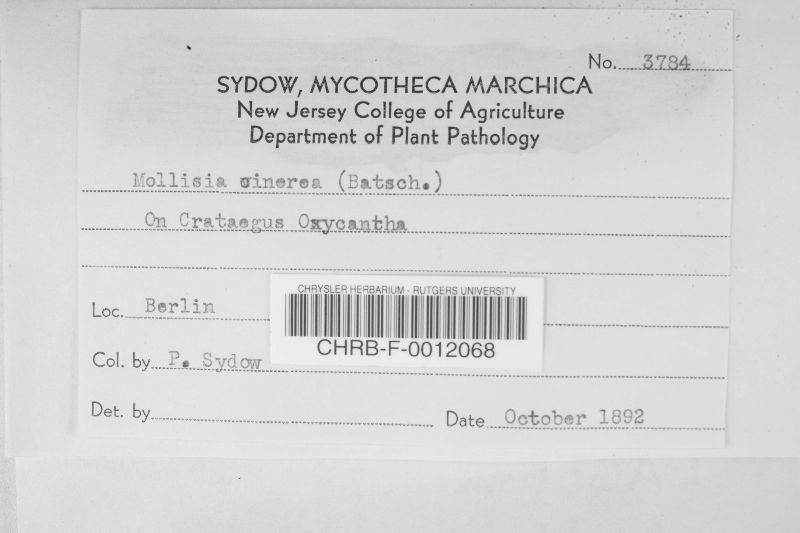 No. 3784
SYDOW, MYCOTHECA MARCHICA
New Jersey College of Agriculture
Department of Plant Pathology
Mollisia cinerea (Batsch.)
On Crataegus Oxycantha
Loc. Berlin
CHRYSLER HERBARIUM - RUTGERS UNIVERSITY
CHRB-F-0012068
Col. by P. Sydow
Det. by
Date October 1892